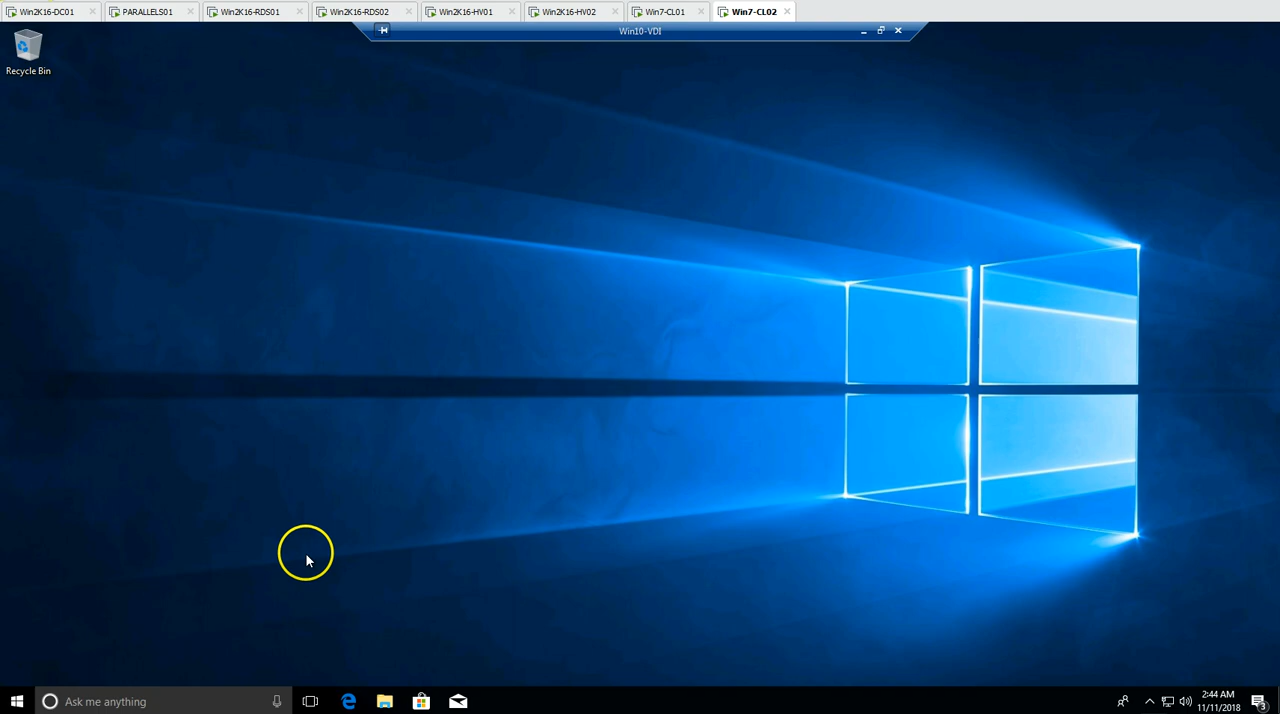 Win2K16-DC01
PARALLELS01
Win2K16-RDS01
Win2K16-RDS02
Win2K16-HV01
Win2K16-HV02
Win7-CL01
Win7-CL02
Win10-VDI
Recycle Bin
Ask me anything
2:44 AM
11/11/2018
3